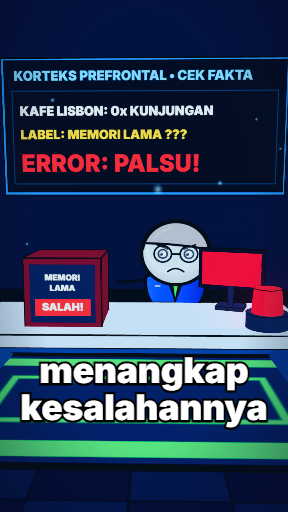 KORTEKS PREFRONTAL • CEK FAKTA
KAFE LISBON: 0x KUNJUNGAN
LABEL: MEMORI LAMA ???
ERROR: PALSU!
MEMORI
LAMA
SALAH!
menangkap
kesalahannya